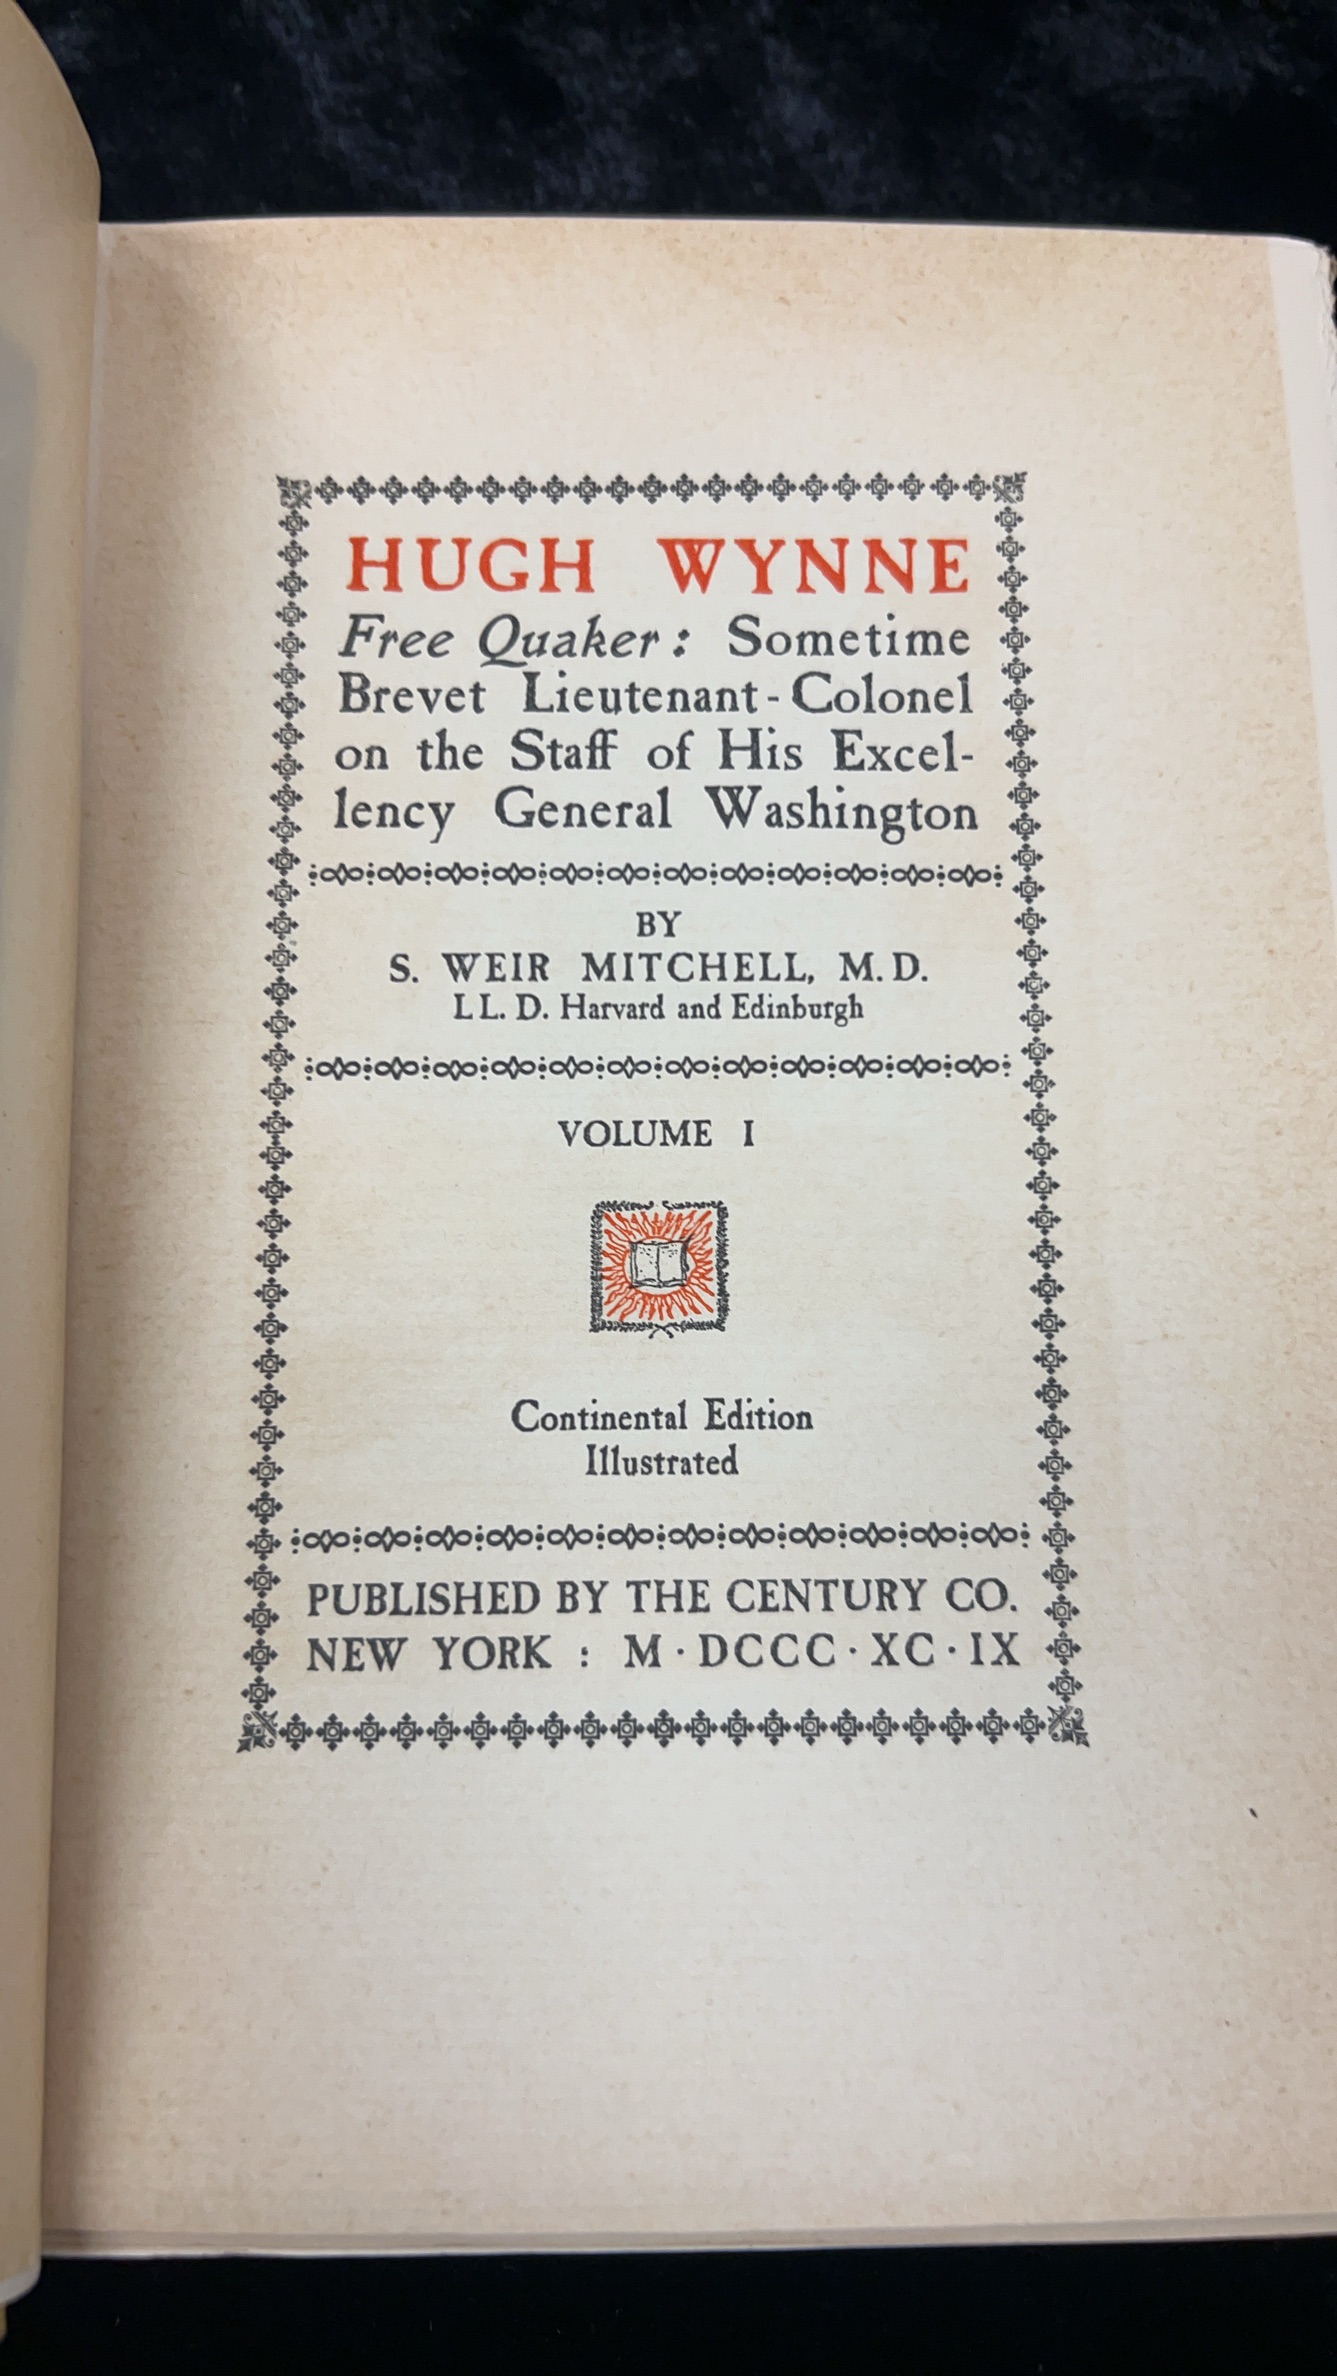 HUGH WYNNE
Free Quaker: Sometime
Brevet Lieutenant-Colonel
on the Staff of His Excel-
lency General Washington
BY
S. WEIR MITCHELL, M.D.
LL. D. Harvard and Edinburgh
VOLUME I
Continental Edition
Illustrated
PUBLISHED BY THE CENTURY CO.
NEW YORK : M·DCCC·XC·IX